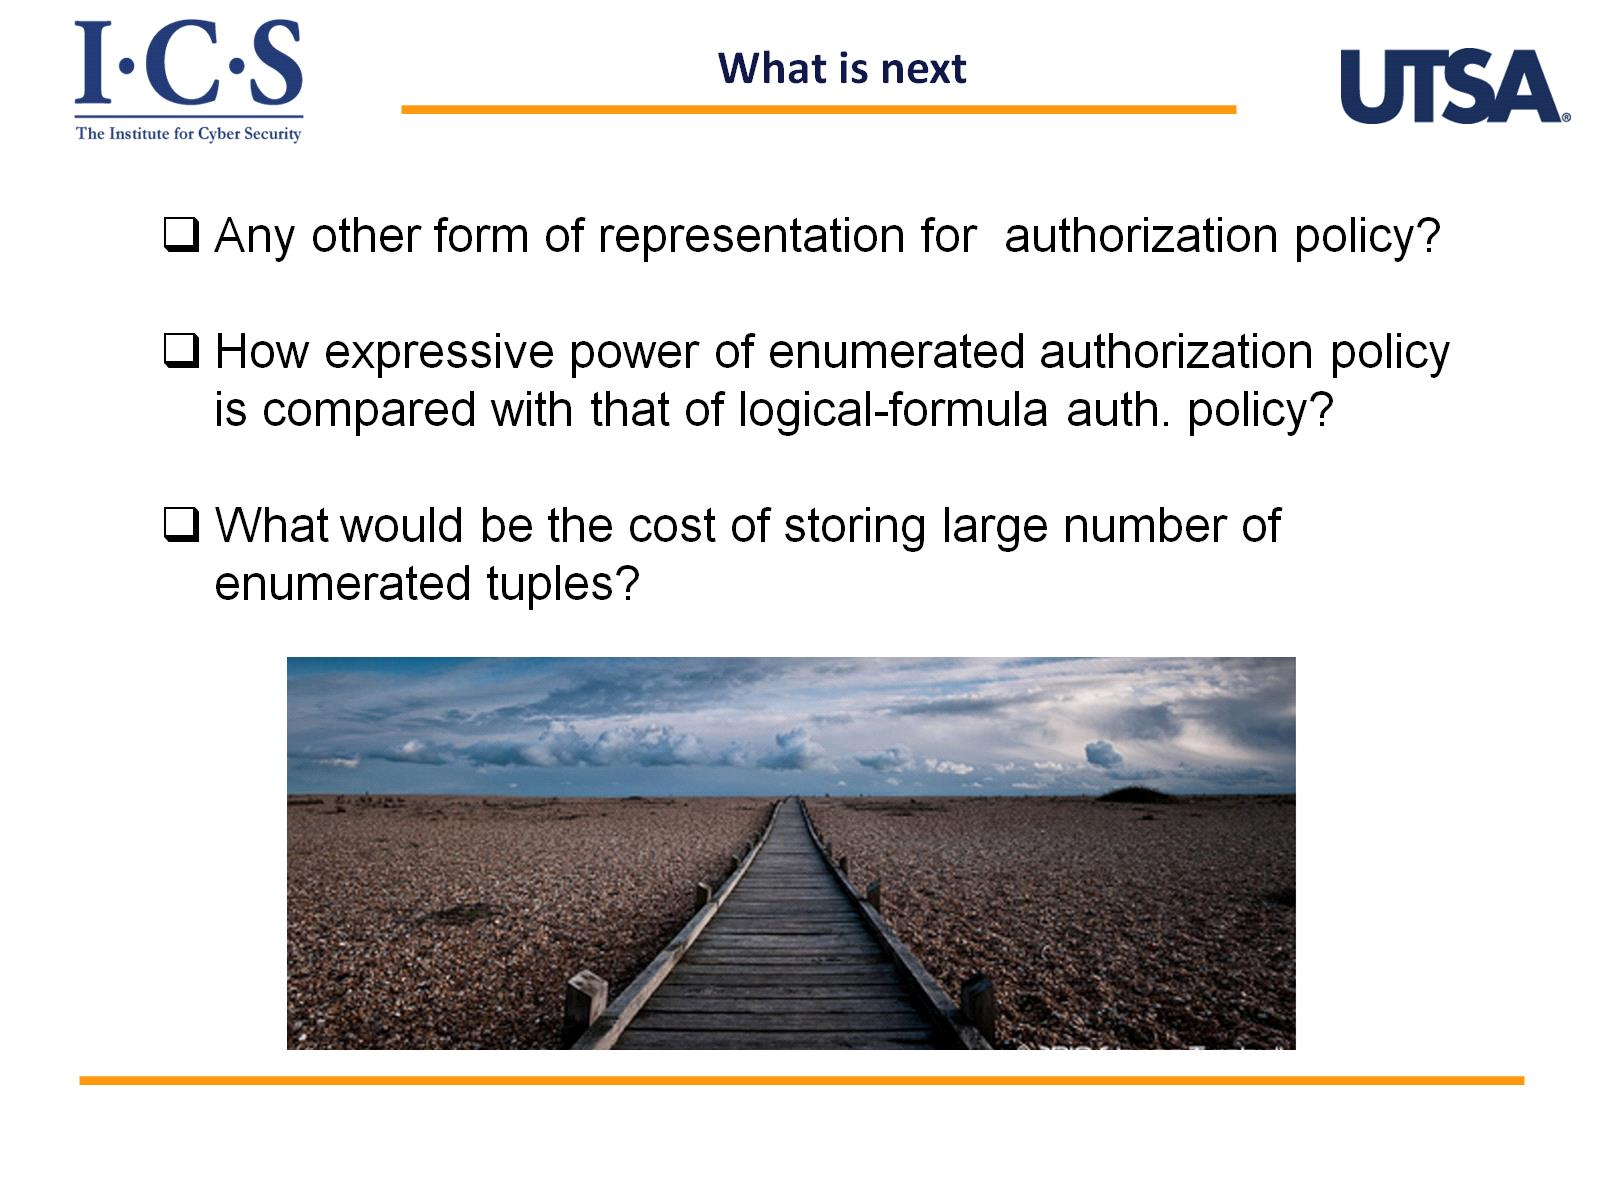 I·C·S
The Institute for Cyber Security
What is next
UTSA®
Any other form of representation for  authorization policy?
How expressive power of enumerated authorization policy
is compared with that of logical-formula auth. policy?
What would be the cost of storing large number of
enumerated tuples?